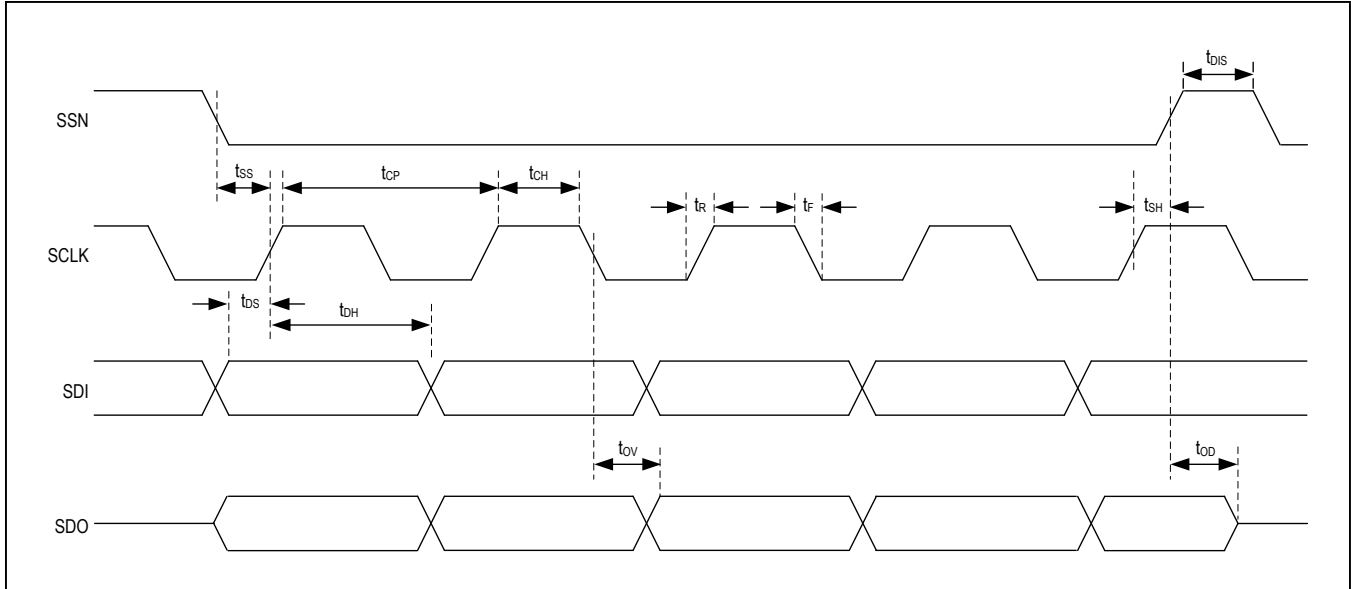 tDIS
SSN
tSS
tCP
tCH
tR
tF
tSH
SCLK
tDS
tDH
SDI
tOV
tOD
SDO